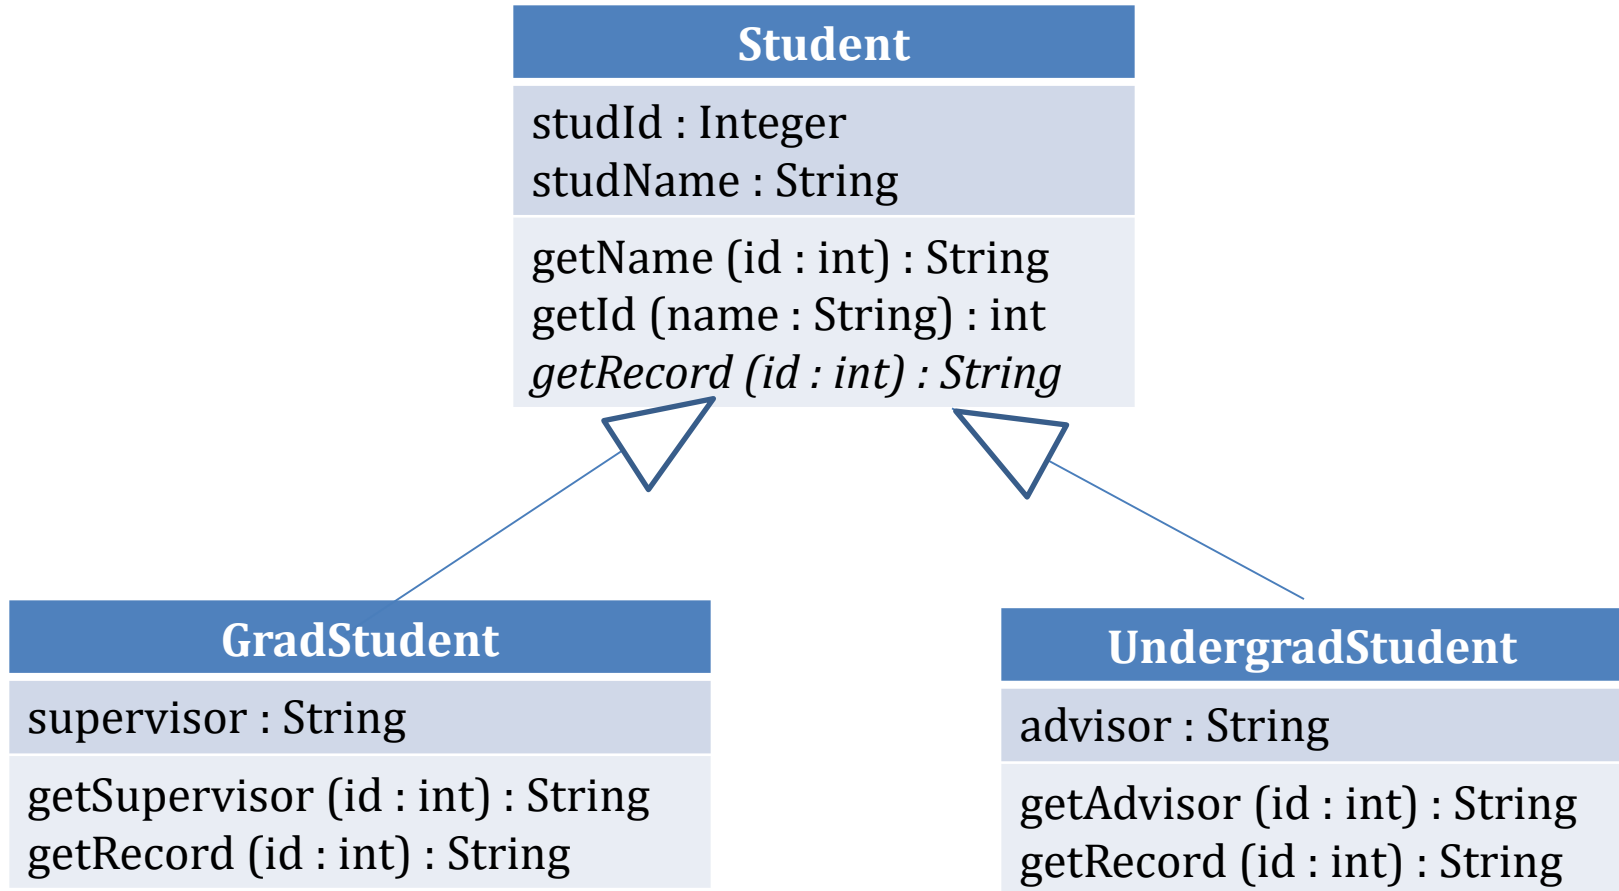 Student
studId : Integer
studName : String
getName (id : int) : String
getId (name : String) : int
getRecord (id : int) : String
GradStudent
supervisor : String
getSupervisor (id : int) : String
getRecord (id : int) : String
UndergradStudent
advisor : String
getAdvisor (id : int) : String
getRecord (id : int) : String